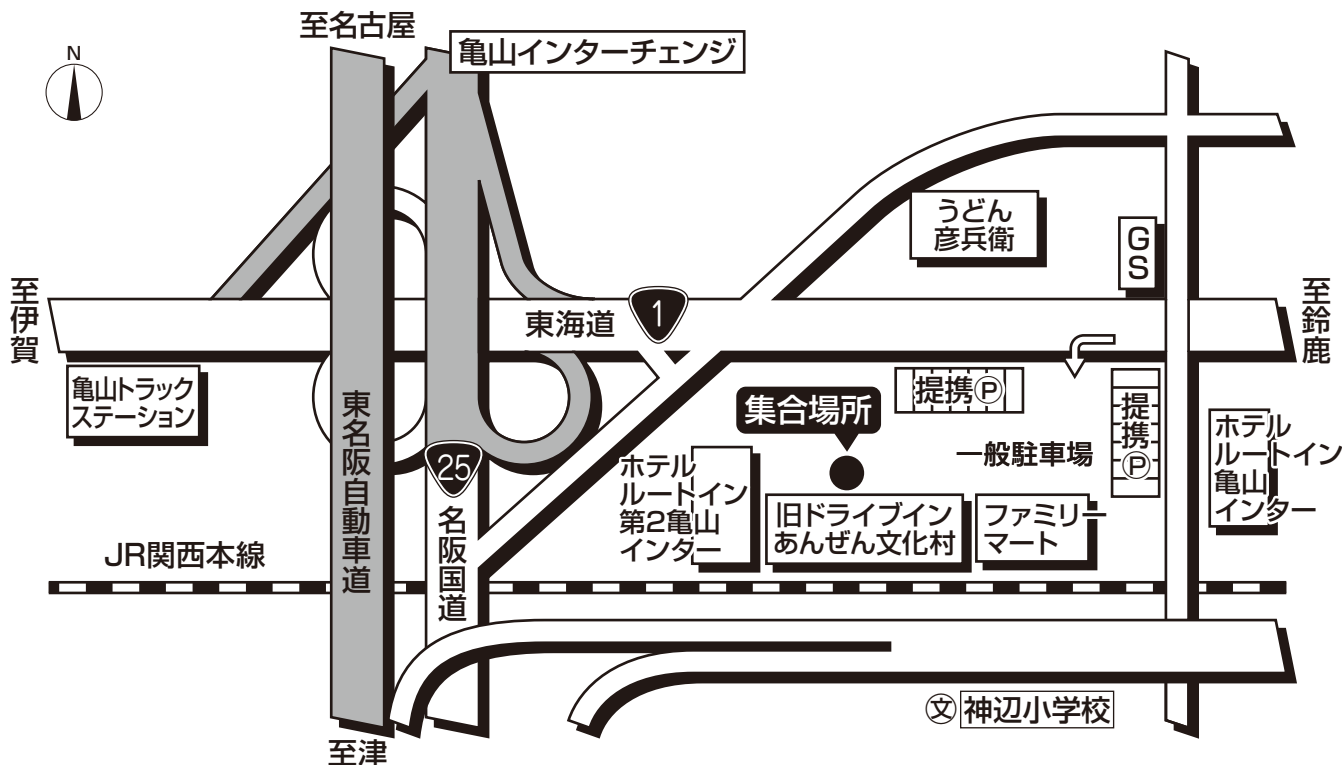 至名古屋
亀山インターチェンジ
N
うどん
彦兵衛
GS
至伊賀
東海道
1
至鈴鹿
亀山トラック
ステーション
東名阪自動車道
25
名阪国道
集合場所
提携P
提携P
一般駐車場
ホテル
ルートイン
第2亀山
インター
旧ドライブイン
あんぜん文化村
ファミリー
マート
ホテル
ルートイン
亀山
インター
JR関西本線
文 神辺小学校
至津